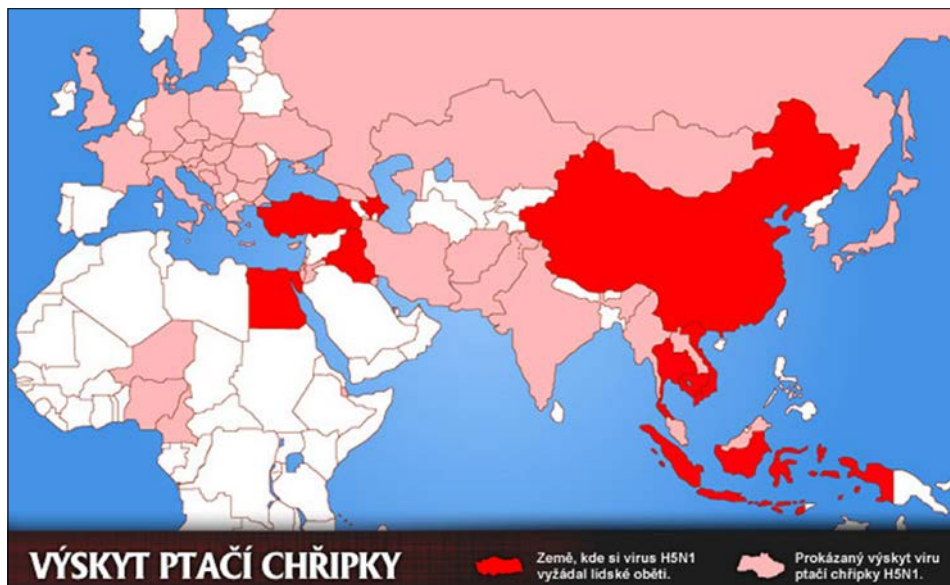 VÝSKYT PTAČÍ CHŘIPKY
Země, kde si virus H5N1
vyžádal lidské oběti.
Prokázaný výskyt viru
ptačí chřipky H5N1.